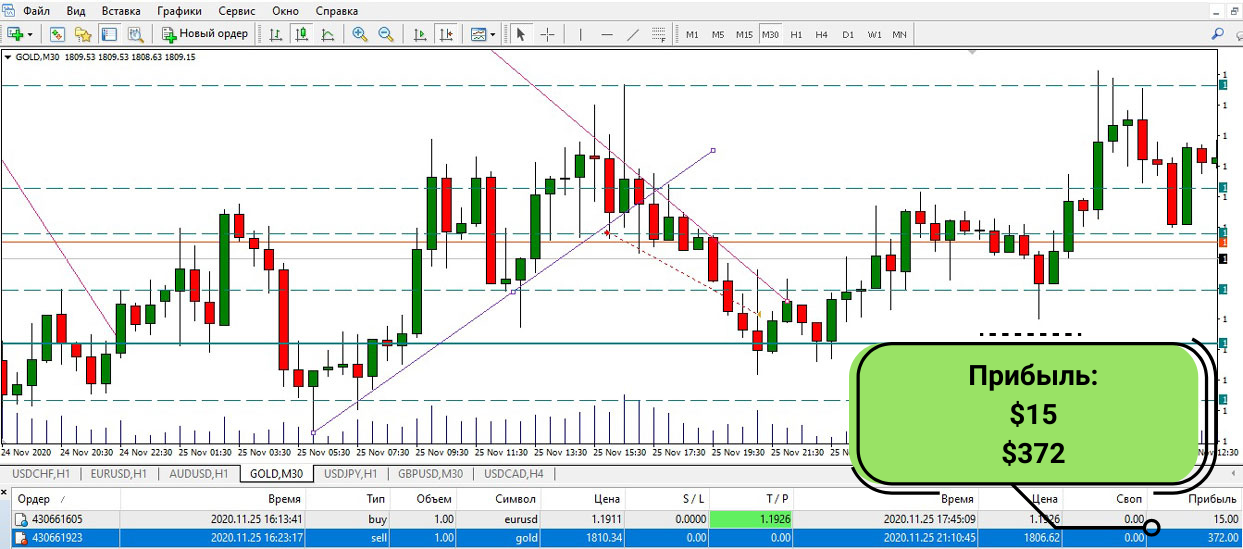 Файл Вид Вставка Графики Сервис Окно Справка
Новый ордер M1 M5 M15 M30 H1 H4 D1 W1 MN
GOLD,M30 1809.53 1809.53 1808.63 1809.15
Прибыль:
$15
$372
24 Nov 2020 24 Nov 20:30 24 Nov 22:30 25 Nov 01:30 25 Nov 03:30 25 Nov 05:30 25 Nov 07:30 25 Nov 09:30 25 Nov 11:30 25 Nov 13:30 25 Nov 15:30 25 Nov 17:30 25 Nov 19:30 25 Nov 21:30 12:30
USDCHF,H1 EURUSD,H1 AUDUSD,H1 GOLD,M30 USDJPY,H1 GBPUSD,M30 USDCAD,H4
Ордер / Время Тип Объем Символ Цена S / L T / P Время Цена Своп Прибыль
430661605 2020.11.25 16:13:41 buy 1.00 eurusd 1.1911 0.0000 1.1926 2020.11.25 17:45:09 1.1926 0.00 15.00
430661923 2020.11.25 16:23:17 sell 1.00 gold 1810.34 0.00 0.00 2020.11.25 21:10:45 1806.62 0.00 372.00